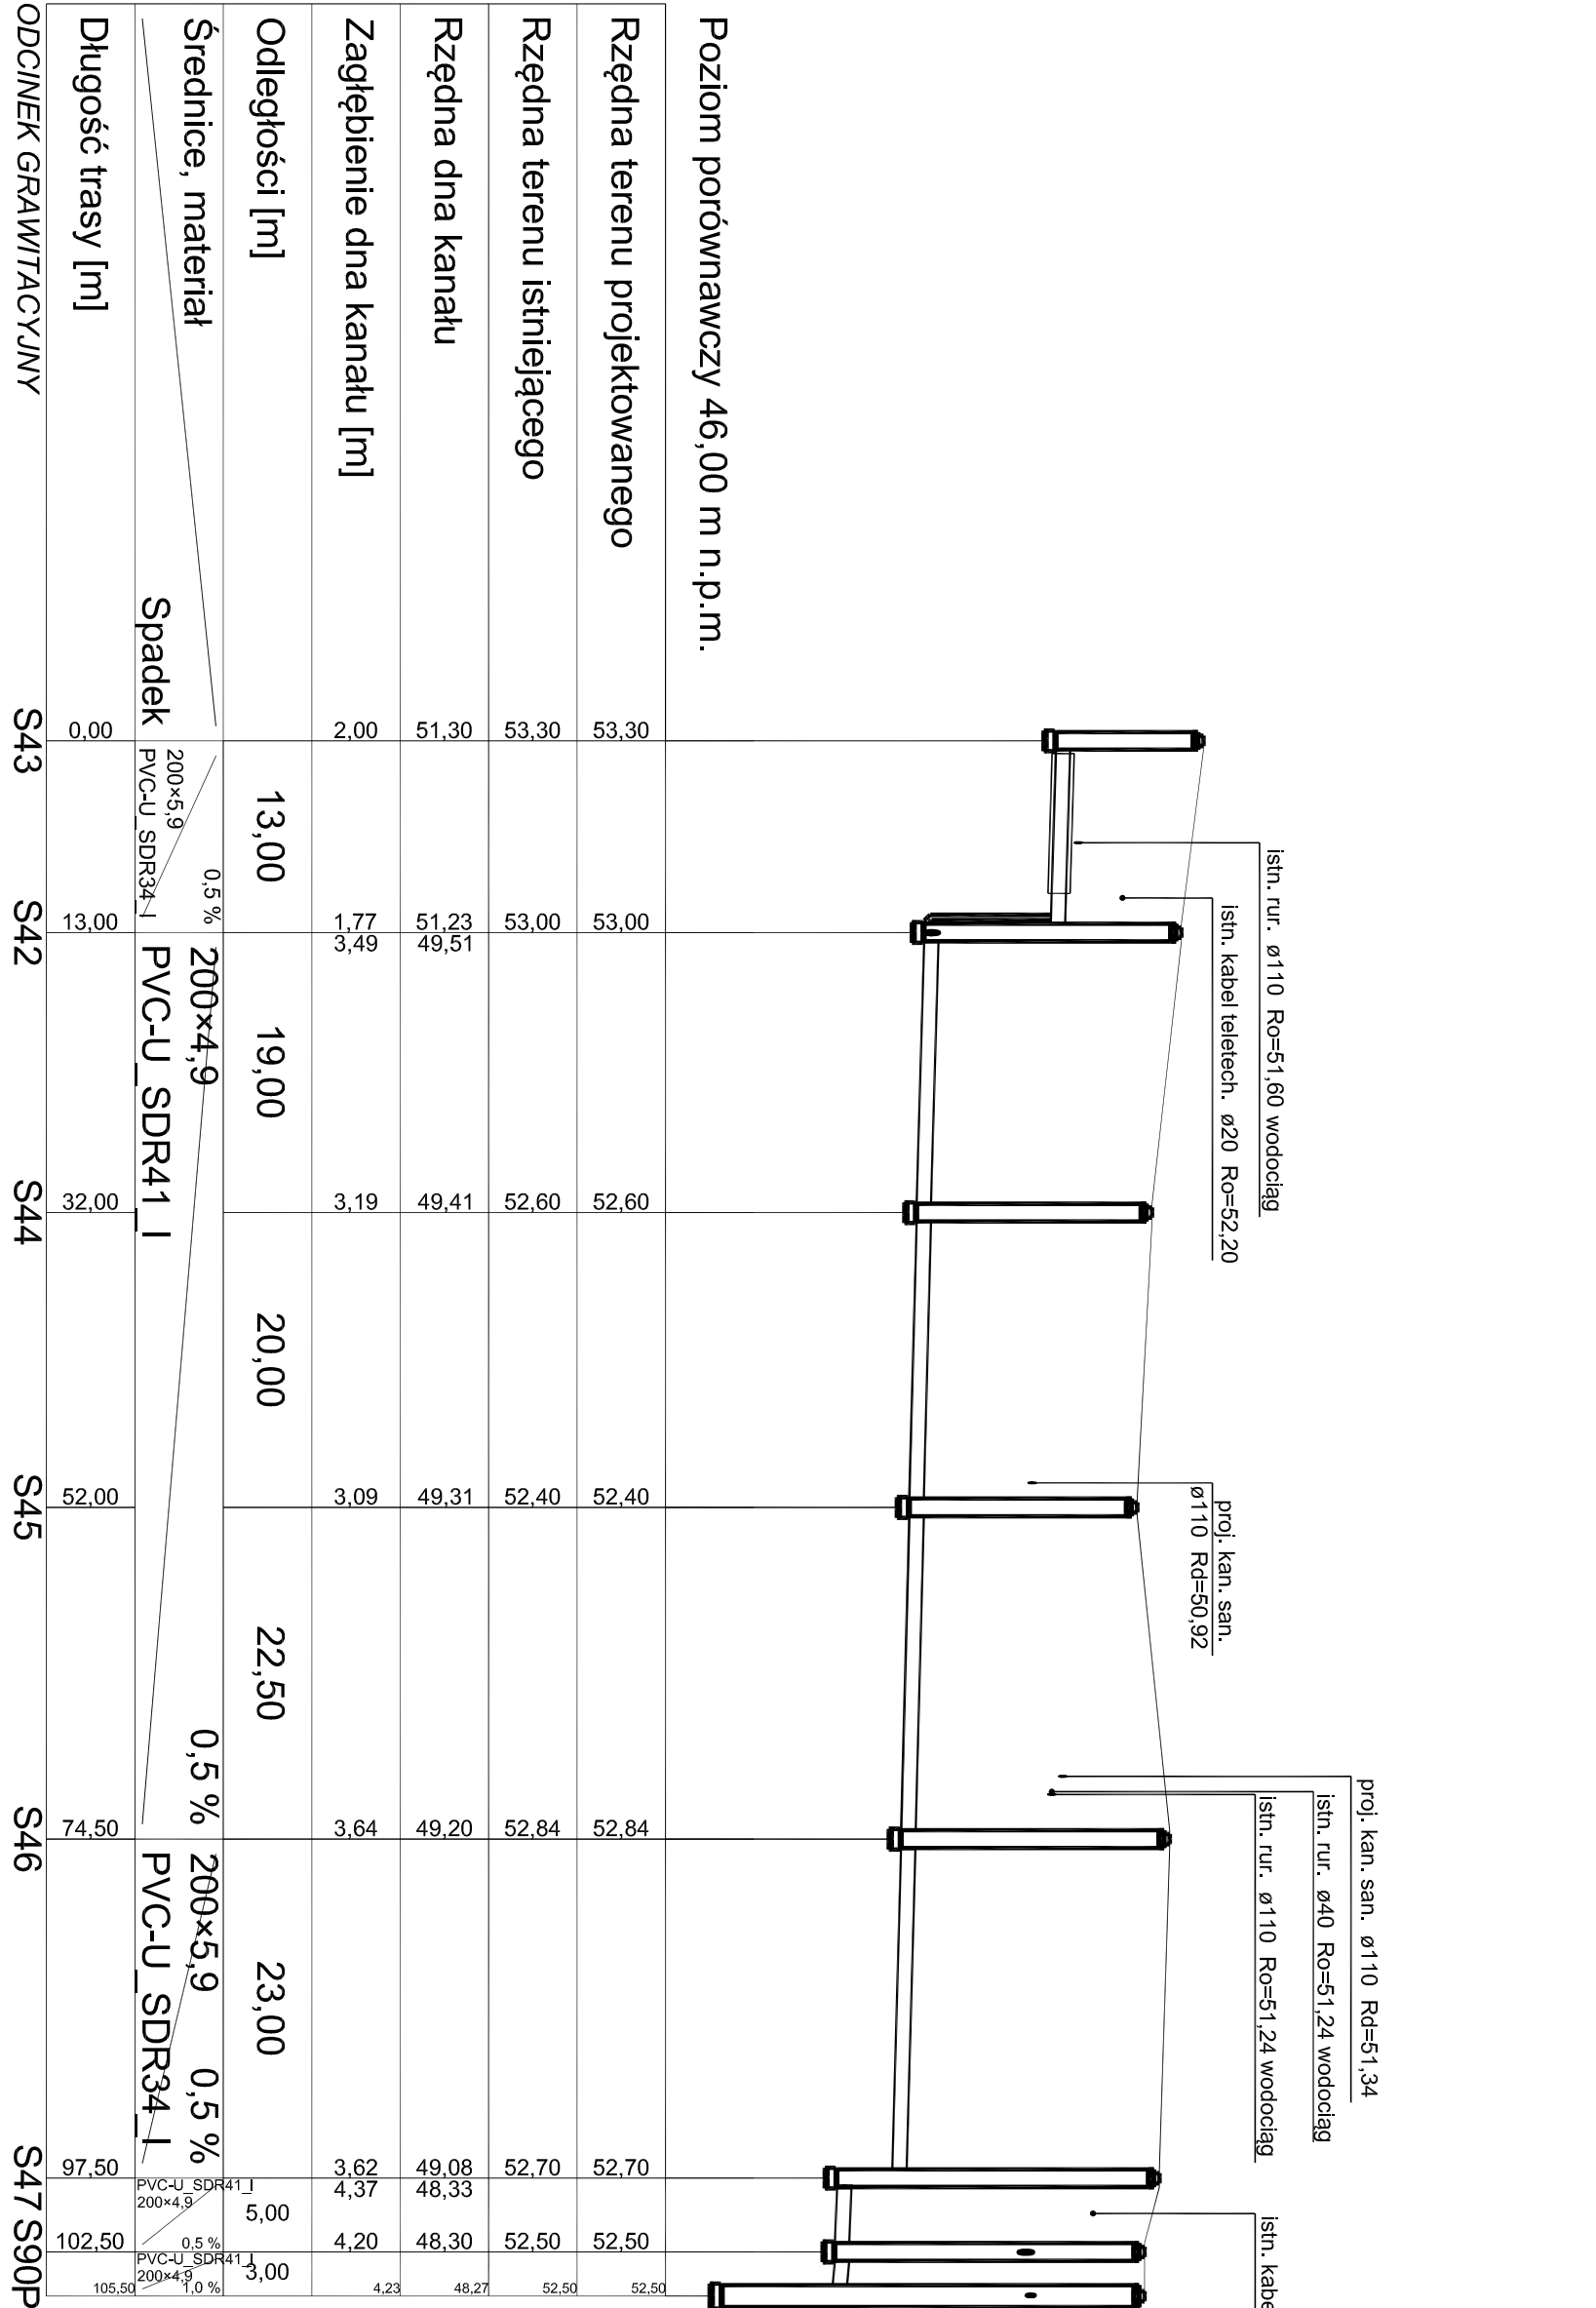 istn. rur. ø110 Ro=51,60 wodociąg
istn. kabel teletech. ø20 Ro=52,20
proj. kan. san.
ø110 Rd=50,92
proj. kan. san. ø110 Rd=51,34
istn. rur. ø40 Ro=51,24 wodociąg
istn. rur. ø110 Ro=51,24 wodociąg
Poziom porównawczy 46,00 m n.p.m.
Rzędna terenu projektowanego 53,30 53,00 52,60 52,40 52,84 52,70 52,50 52,50
Rzędna terenu istniejącego 53,30 53,00 52,60 52,40 52,84 52,70 52,50 52,50
Rzędna dna kanału 51,30 51,23 49,51 49,41 49,31 49,20 49,08 48,33 48,30 48,27
Zagłębienie dna kanału [m] 2,00 1,77 3,49 3,19 3,09 3,64 3,62 4,37 4,20 4,23
Odległości [m] 13,00 19,00 20,00 22,50 23,00 5,00 3,00
Średnice, materiał
Spadek
200×5,9 0,5 %
PVC-U_SDR34_I
200×4,9 0,5 %
PVC-U_SDR41_I
200×5,9 0,5 %
PVC-U_SDR34_I
PVC-U_SDR41_I
200×4,9 0,5 %
PVC-U_SDR41_I
200×4,9 1,0 %
Długość trasy [m] 0,00 13,00 32,00 52,00 74,50 97,50 102,50 105,50
ODCINEK GRAWITACYJNY S43 S42 S44 S45 S46 S47 S90P